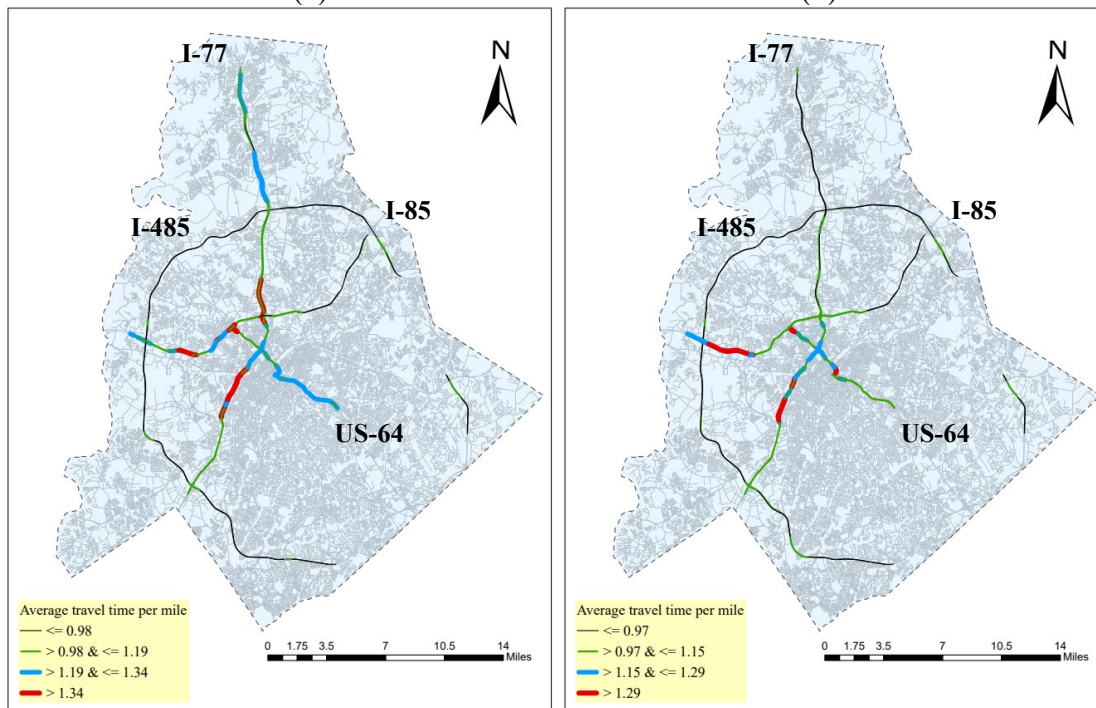 I-77
N
I-85
I-485
US-64
Average travel time per mile
<= 0.98
> 0.98 & <= 1.19
> 1.19 & <= 1.34
> 1.34
0 1.75 3.5 7 10.5 14
Miles
I-77
N
I-85
I-485
US-64
Average travel time per mile
<= 0.97
> 0.97 & <= 1.15
> 1.15 & <= 1.29
> 1.29
0 1.75 3.5 7 10.5 14
Miles